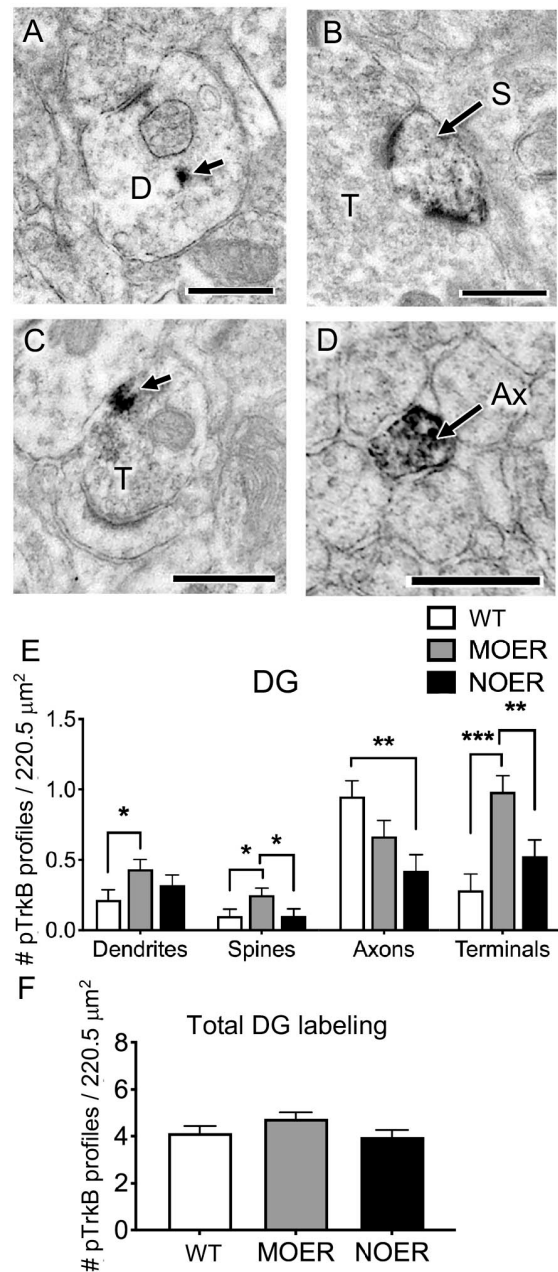 A
D
B
S
T
C
T
D
Ax
WT
MOER
NOER
E
DG
# pTrkB profiles / 220.5 μm²
1.5
1.0
0.5
0.0
*
*
*
**
***
**
Dendrites
Spines
Axons
Terminals
F
Total DG labeling
# pTrkB profiles / 220.5 μm²
8
6
4
2
0
WT
MOER
NOER